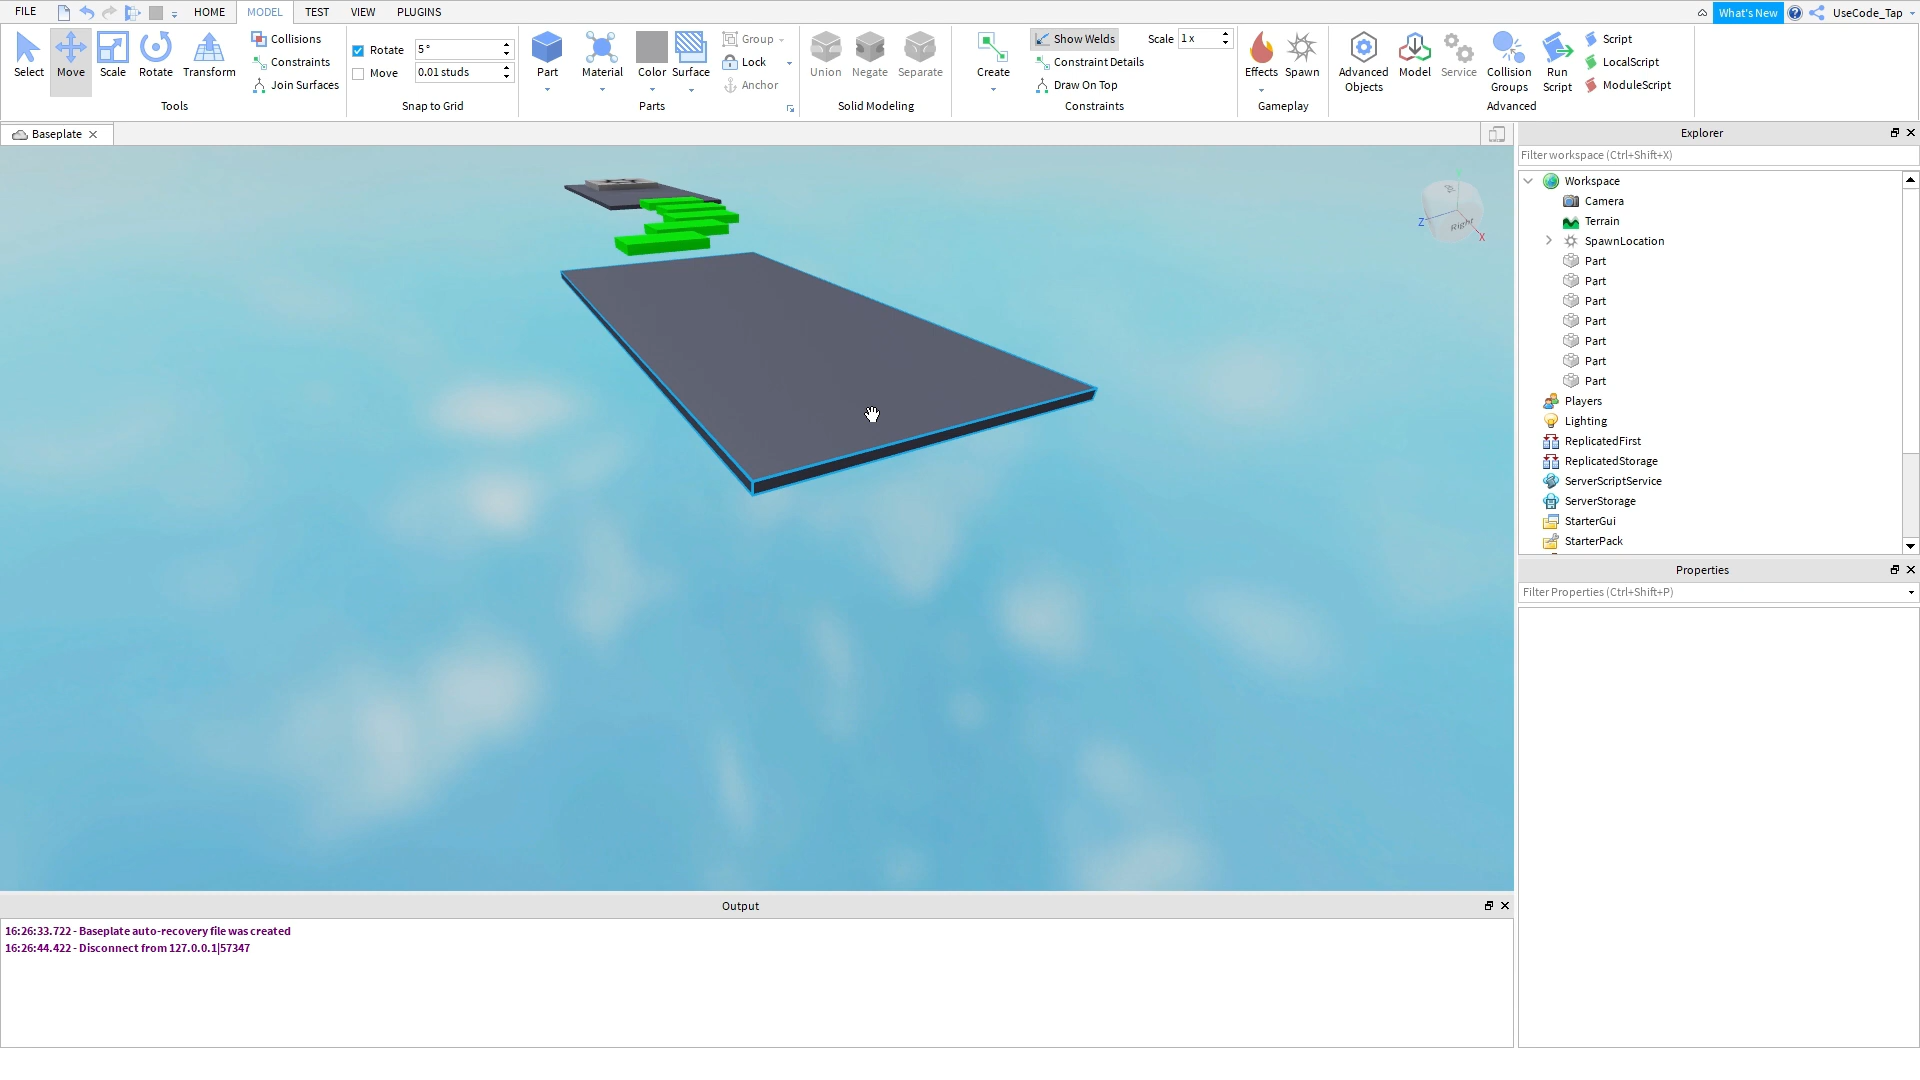 FILE HOME MODEL TEST VIEW PLUGINS What's New UseCode_Tap
Select Move Scale Rotate Transform
Collisions
Constraints
Join Surfaces
Tools
Rotate 5°
Move 0.01 studs
Snap to Grid
Part Material Color Surface
Group
Lock
Anchor
Parts
Union Negate Separate
Solid Modeling
Create
Show Welds Scale 1 x
Constraint Details
Draw On Top
Constraints
Effects Spawn
Gameplay
Advanced Objects
Model
Service
Collision Groups
Run Script
Script
LocalScript
ModuleScript
Advanced
Baseplate
Z Right X
Explorer
Filter workspace (Ctrl+Shift+X)
Workspace
Camera
Terrain
SpawnLocation
Part
Part
Part
Part
Part
Part
Part
Players
Lighting
ReplicatedFirst
ReplicatedStorage
ServerScriptService
ServerStorage
StarterGui
StarterPack
Properties
Filter Properties (Ctrl+Shift+P)
Output
16:26:33.722 - Baseplate auto-recovery file was created
16:26:44.422 - Disconnect from 127.0.0.1|57347